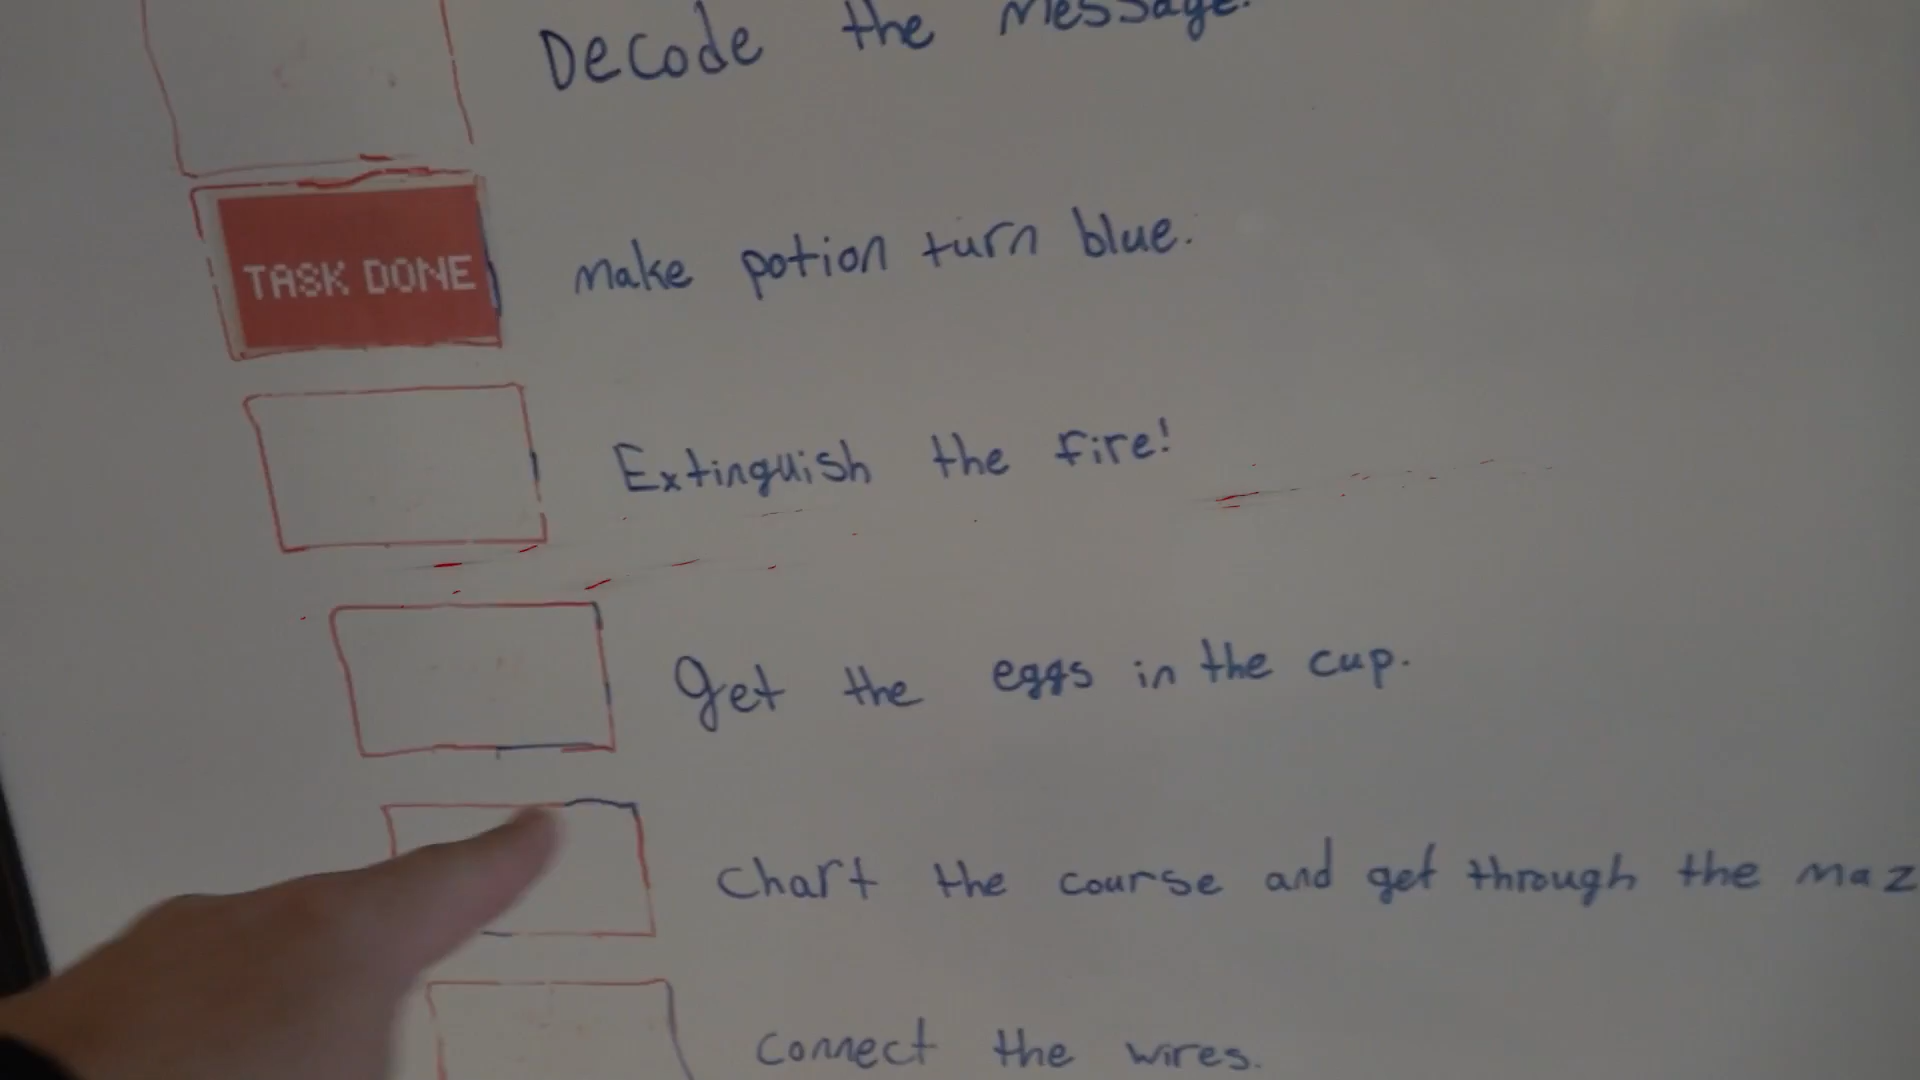 Decode the message.
TASK DONE
make potion turn blue.
Extinguish the fire!
get the eggs in the cup.
Chart the course and get through the maz
Connect the wires.